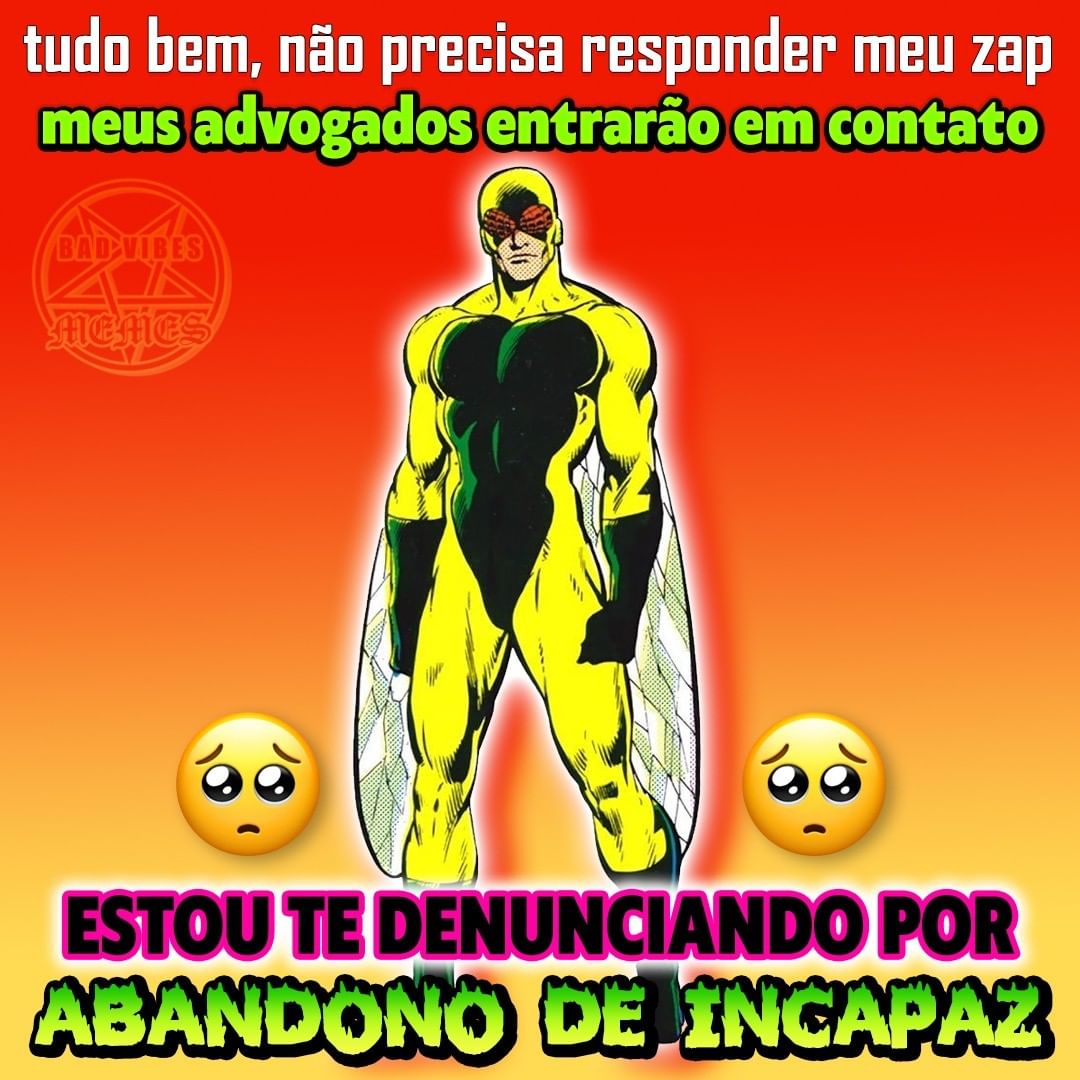 tudo bem, não precisa responder meu zap
meus advogados entrarão em contato
BAD VIBES
MEMES
ESTOU TE DENUNCIANDO POR
ABANDONO DE INCAPAZ